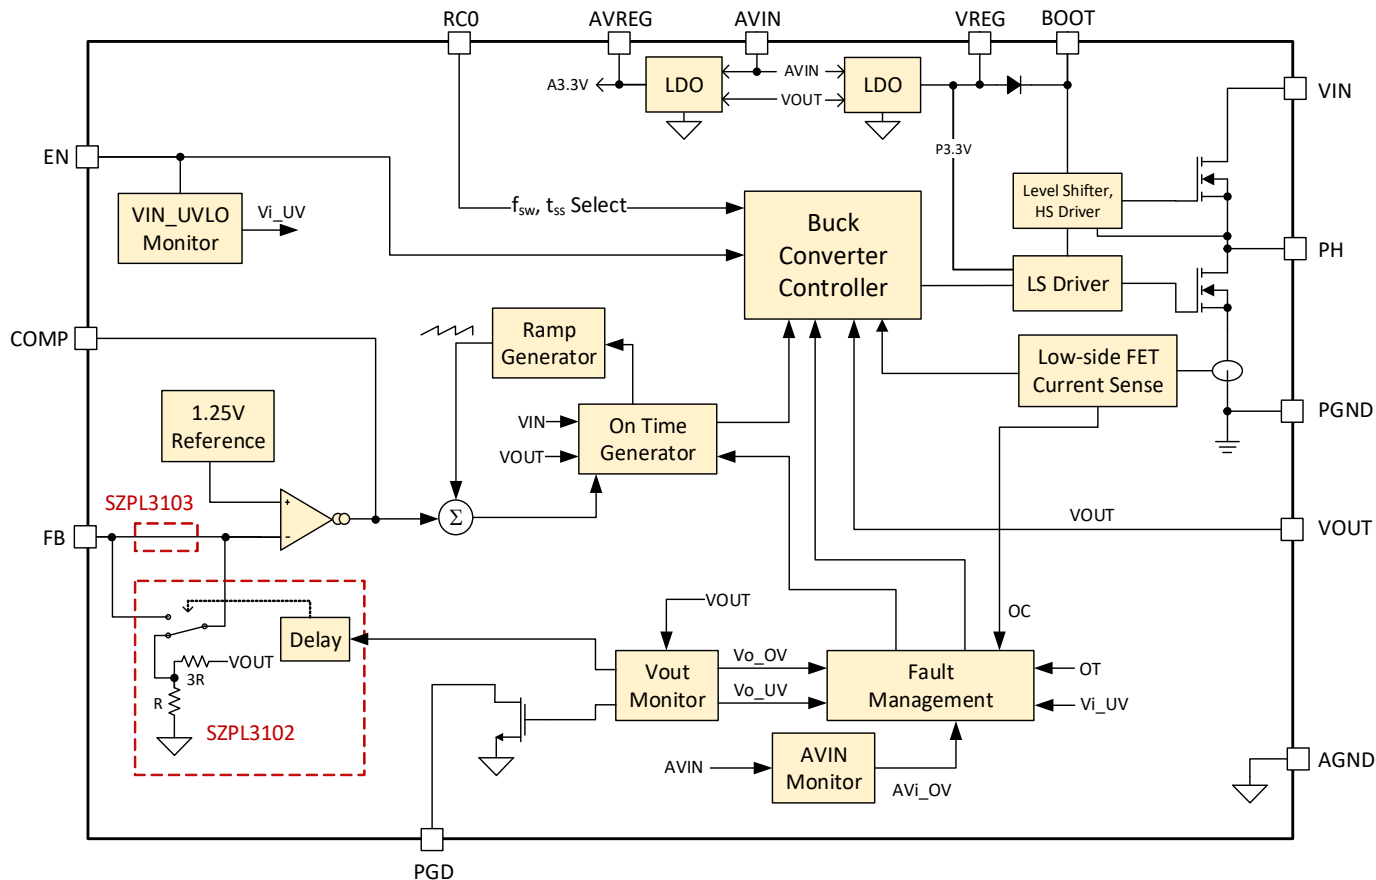 RC0
AVREG
AVIN
VREG
BOOT
A3.3V
LDO
AVIN
VOUT
LDO
VIN
P3.3V
EN
VIN_UVLO
Monitor
Vi_UV
fsw, tss Select
Buck
Converter
Controller
Level Shifter,
HS Driver
PH
LS Driver
COMP
Ramp
Generator
Low-side FET
Current Sense
1.25V
Reference
VIN
VOUT
On Time
Generator
PGND
SZPL3103
+
-
Σ
FB
VOUT
VOUT
Delay
VOUT
3R
R
SZPL3102
VOUT
Vout
Monitor
Vo_OV
Vo_UV
OC
Fault
Management
OT
Vi_UV
AVIN
AVIN
Monitor
AVi_OV
AGND
PGD